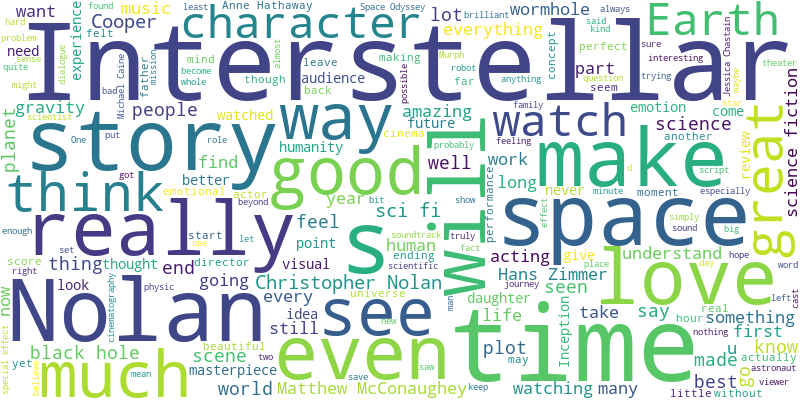 want
Cooper
music
experience
found
Anne Hathaway
least
Space Odyssey
brilliant
always
hard
character
lot
wormhole
said
kind
Earth
problem
felt
need
everything
concept
perfect
sure
interesting
theater
sense
dialogue
Michael Caine
father
mission
mind
though
leave
making
possible
Murph
robot
anything
question
trying
Jessica Chastain
maybe
quite
become
whole
audience
back
far
almost
part
seem
star
might
bad
Interstellar
gravity
people
watched
amazing
future
cinema
family
emotion
come
planet
scientist
One
put
role
humanity
story
way
watch
science
another
script
find
well
probably
feeling
better
work
make
review
science fiction
think
got
emotional
actor
year
bit
show
long
never
moment
especially
beyond
good
will
performance
minute
d
great
really
start
use
let
feel
soundtrack
truly
sci fi
s
effect
simply
sound
big
enough
set
point
fact
human
space
score
thing
thought
end
director
visual
ending
scientific
acting
give
place
understand
hope
right
look
cinematography
physic
going
Christopher Nolan
journey
Hans Zimmer
seen
love
day
word
now
Nolan
every
universe
daughter
man
take
say
real
left
cast
special effect
idea
still
see
life
Inception
hour
something
first
yet
black hole
scene
beautiful
new
plot
nothing
u
know
much
masterpiece
two
even
time
may
made
actually
go
astronaut
believe
mean
world
save
saw
keep
Matthew McConaughey
watching
many
best
little
without
viewer